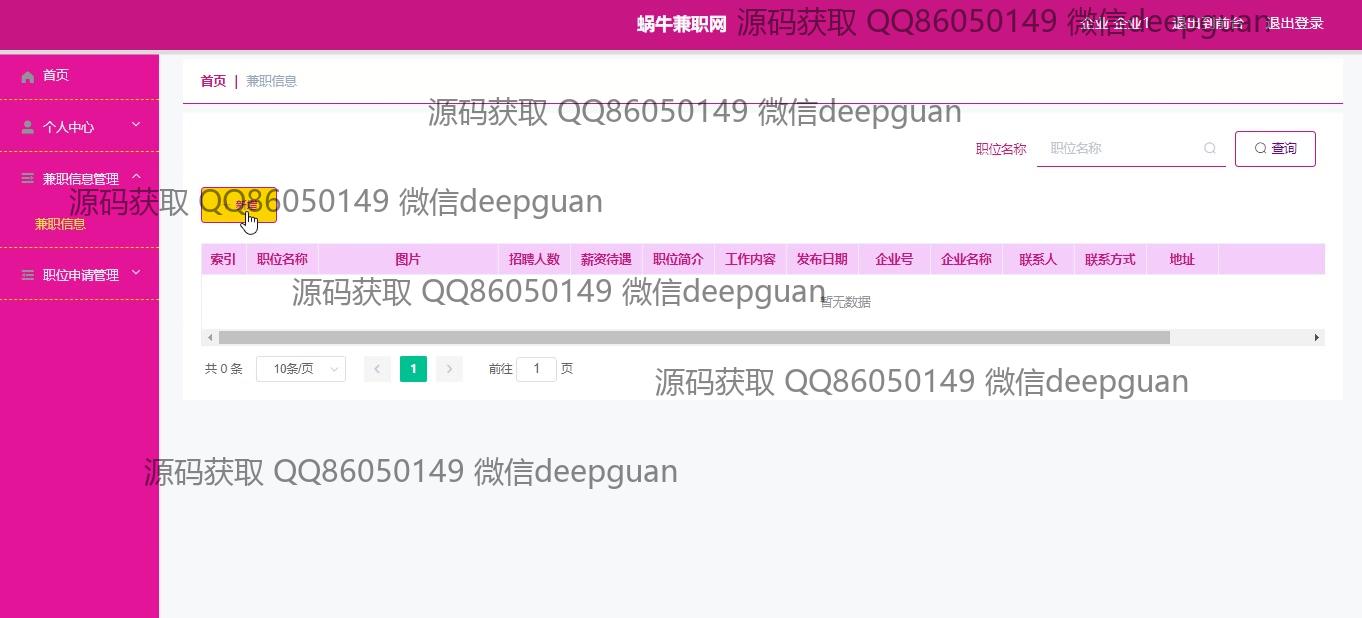 蜗牛兼职网 源码获取 QQ86050149 微信deepguan
企业 企业1 退出到前台 退出登录
首页
首页 | 兼职信息
源码获取 QQ86050149 微信deepguan
个人中心
职位名称 职位名称 查询
兼职信息管理
新增
源码获取 QQ86050149 微信deepguan
兼职信息
索引 职位名称 图片 招聘人数 薪资待遇 职位简介 工作内容 发布日期 企业号 企业名称 联系人 联系方式 地址
职位申请管理
源码获取 QQ86050149 微信deepguan
暂无数据
共 0 条 10条/页 < 1 > 前往 1 页
源码获取 QQ86050149 微信deepguan
源码获取 QQ86050149 微信deepguan